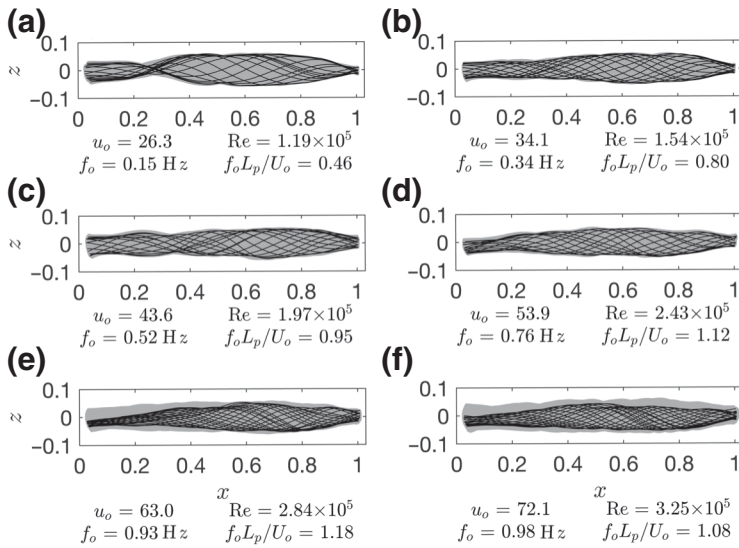 (a) (b)
0.1 0.1
z 0 0
−0.1 −0.1
0 0.2 0.4 0.6 0.8 1 0 0.2 0.4 0.6 0.8 1
u_o = 26.3 Re = 1.19×10^5 u_o = 34.1 Re = 1.54×10^5
f_o = 0.15 Hz f_oL_p/U_o = 0.46 f_o = 0.34 Hz f_oL_p/U_o = 0.80
(c) (d)
0.1 0.1
z 0 0
−0.1 −0.1
0 0.2 0.4 0.6 0.8 1 0 0.2 0.4 0.6 0.8 1
u_o = 43.6 Re = 1.97×10^5 u_o = 53.9 Re = 2.43×10^5
f_o = 0.52 Hz f_oL_p/U_o = 0.95 f_o = 0.76 Hz f_oL_p/U_o = 1.12
(e) (f)
0.1 0.1
z 0 0
−0.1 −0.1
0 0.2 0.4 0.6 0.8 1 0 0.2 0.4 0.6 0.8 1
x x
u_o = 63.0 Re = 2.84×10^5 u_o = 72.1 Re = 3.25×10^5
f_o = 0.93 Hz f_oL_p/U_o = 1.18 f_o = 0.98 Hz f_oL_p/U_o = 1.08